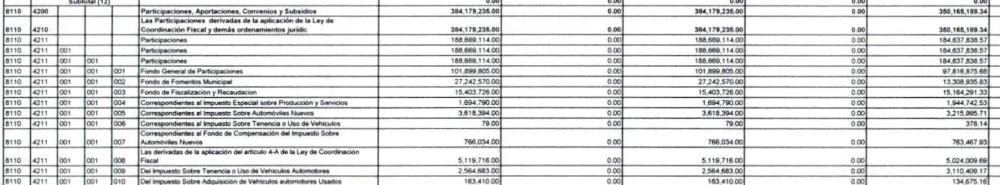 Subtotal (12) 0.00 0.00 0.00 0.00 0.00
8110 4200 Participaciones, Aportaciones, Convenios y Subsidios 384,179,235.00 0.00 384,179,235.00 0.00 350,165,189.34
Las Participaciones derivadas de la aplicación de la Ley de
8110 4210 Coordinación Fiscal y demás ordenamientos jurídic 384,179,235.00 0.00 384,179,235.00 0.00 350,165,189.34
8110 4211 Participaciones 188,669,114.00 0.00 188,669,114.00 0.00 184,637,838.57
8110 4211 001 Participaciones 188,669,114.00 0.00 188,669,114.00 0.00 184,637,838.57
8110 4211 001 001 Participaciones 188,669,114.00 0.00 188,669,114.00 0.00 184,637,838.57
8110 4211 001 001 001 Fondo General de Participaciones 101,899,805.00 0.00 101,899,805.00 0.00 97,816,875.68
8110 4211 001 001 002 Fondo de Fomentos Municipal 27,242,570.00 0.00 27,242,570.00 0.00 13,308,935.83
8110 4211 001 001 003 Fondo de Fiscalización y Recaudacion 15,403,726.00 0.00 15,403,726.00 0.00 15,164,291.33
8110 4211 001 001 004 Correspondientes al Impuesto Especial sobre Producción y Servicios 1,694,790.00 0.00 1,694,790.00 0.00 1,944,742.53
8110 4211 001 001 005 Correspondientes al Impuesto Sobre Automóviles Nuevos 3,618,394.00 0.00 3,618,394.00 0.00 3,215,995.71
8110 4211 001 001 006 Correspondientes al Impuesto Sobre Tenencia o Uso de Vehículos 79.00 0.00 79.00 0.00 378.14
Correspondientes al Fondo de Compensación del Impuesto Sobre
8110 4211 001 001 007 Automóviles Nuevos 766,034.00 0.00 766,034.00 0.00 763,467.93
Las derivadas de la aplicación del articulo 4-A de la Ley de Coordinación
8110 4211 001 001 008 Fiscal 5,119,716.00 0.00 5,119,716.00 0.00 5,024,009.69
8110 4211 001 001 009 Del Impuesto Sobre Tenencia o Uso de Vehiculos Automotores 2,564,683.00 0.00 2,564,683.00 0.00 3,110,409.17
8110 4211 001 001 010 Del Impuesto Sobre Adquisición de Vehiculos automotores Usados 163,410.00 0.00 163,410.00 0.00 134,675.16